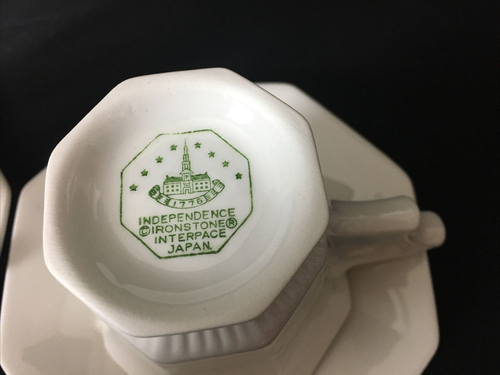 1776
INDEPENDENCE
©IRONSTONE®
INTERPACE
JAPAN